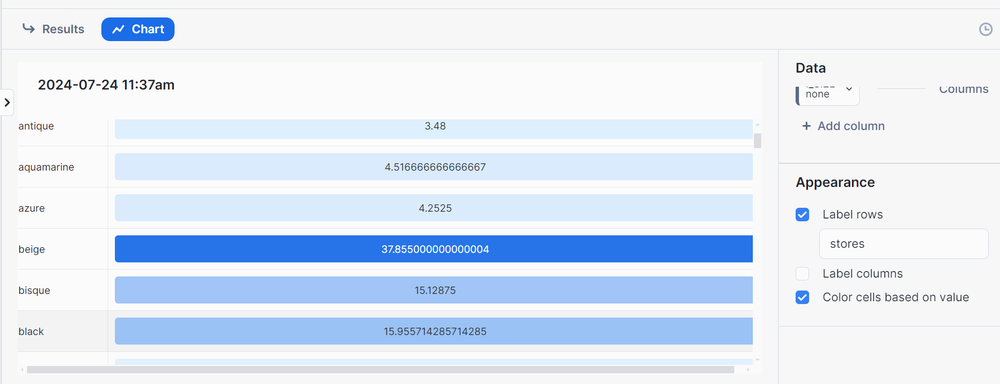 Results
Chart
2024-07-24 11:37am
antique 3.48
aquamarine 4.516666666666667
azure 4.2525
beige 37.855000000000004
bisque 15.12875
black 15.955714285714285
Data
none
Columns
+ Add column
Appearance
Label rows
stores
Label columns
Color cells based on value